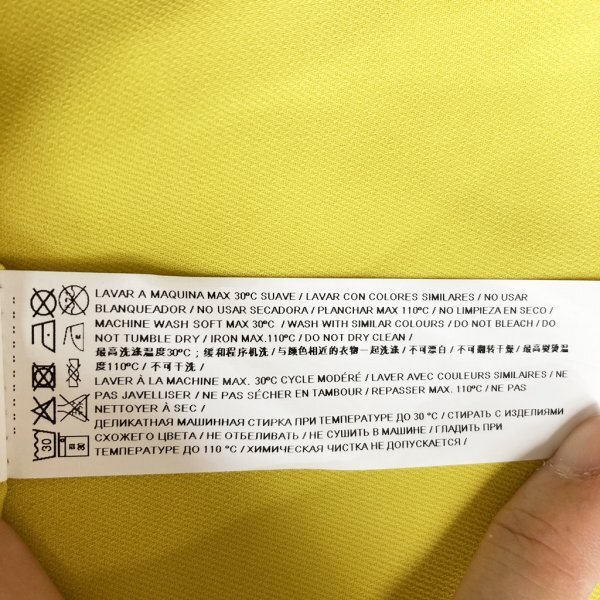 LAVAR A MAQUINA MAX 30ºC SUAVE / LAVAR CON COLORES SIMILARES / NO USAR
BLANQUEADOR / NO USAR SECADORA / PLANCHAR MAX 110ºC / NO LIMPIEZA EN SECO /
MACHINE WASH SOFT MAX 30ºC / WASH WITH SIMILAR COLOURS / DO NOT BLEACH / DO
NOT TUMBLE DRY / IRON MAX.110ºC / DO NOT DRY CLEAN /
最高洗涤温度30ºC ; 缓和程序机洗 / 与颜色相近的衣物一起洗涤 / 不可漂白 / 不可翻转干燥 / 最高熨烫温
度110ºC / 不可干洗 /
LAVER À LA MACHINE MAX. 30ºC CYCLE MODÉRÉ / LAVER AVEC COULEURS SIMILAIRES / NE
PAS JAVELLISER / NE PAS SÉCHER EN TAMBOUR / REPASSER MAX. 110ºC / NE PAS
NETTOYER À SEC /
ДЕЛИКАТНАЯ МАШИННАЯ СТИРКА ПРИ ТЕМПЕРАТУРЕ ДО 30 °C / СТИРАТЬ С ИЗДЕЛИЯМИ
СХОЖЕГО ЦВЕТА / НЕ ОТБЕЛИВАТЬ / НЕ СУШИТЬ В МАШИНЕ / ГЛАДИТЬ ПРИ
ТЕМПЕРАТУРЕ ДО 110 °C / ХИМИЧЕСКАЯ ЧИСТКА НЕ ДОПУСКАЕТСЯ /
30